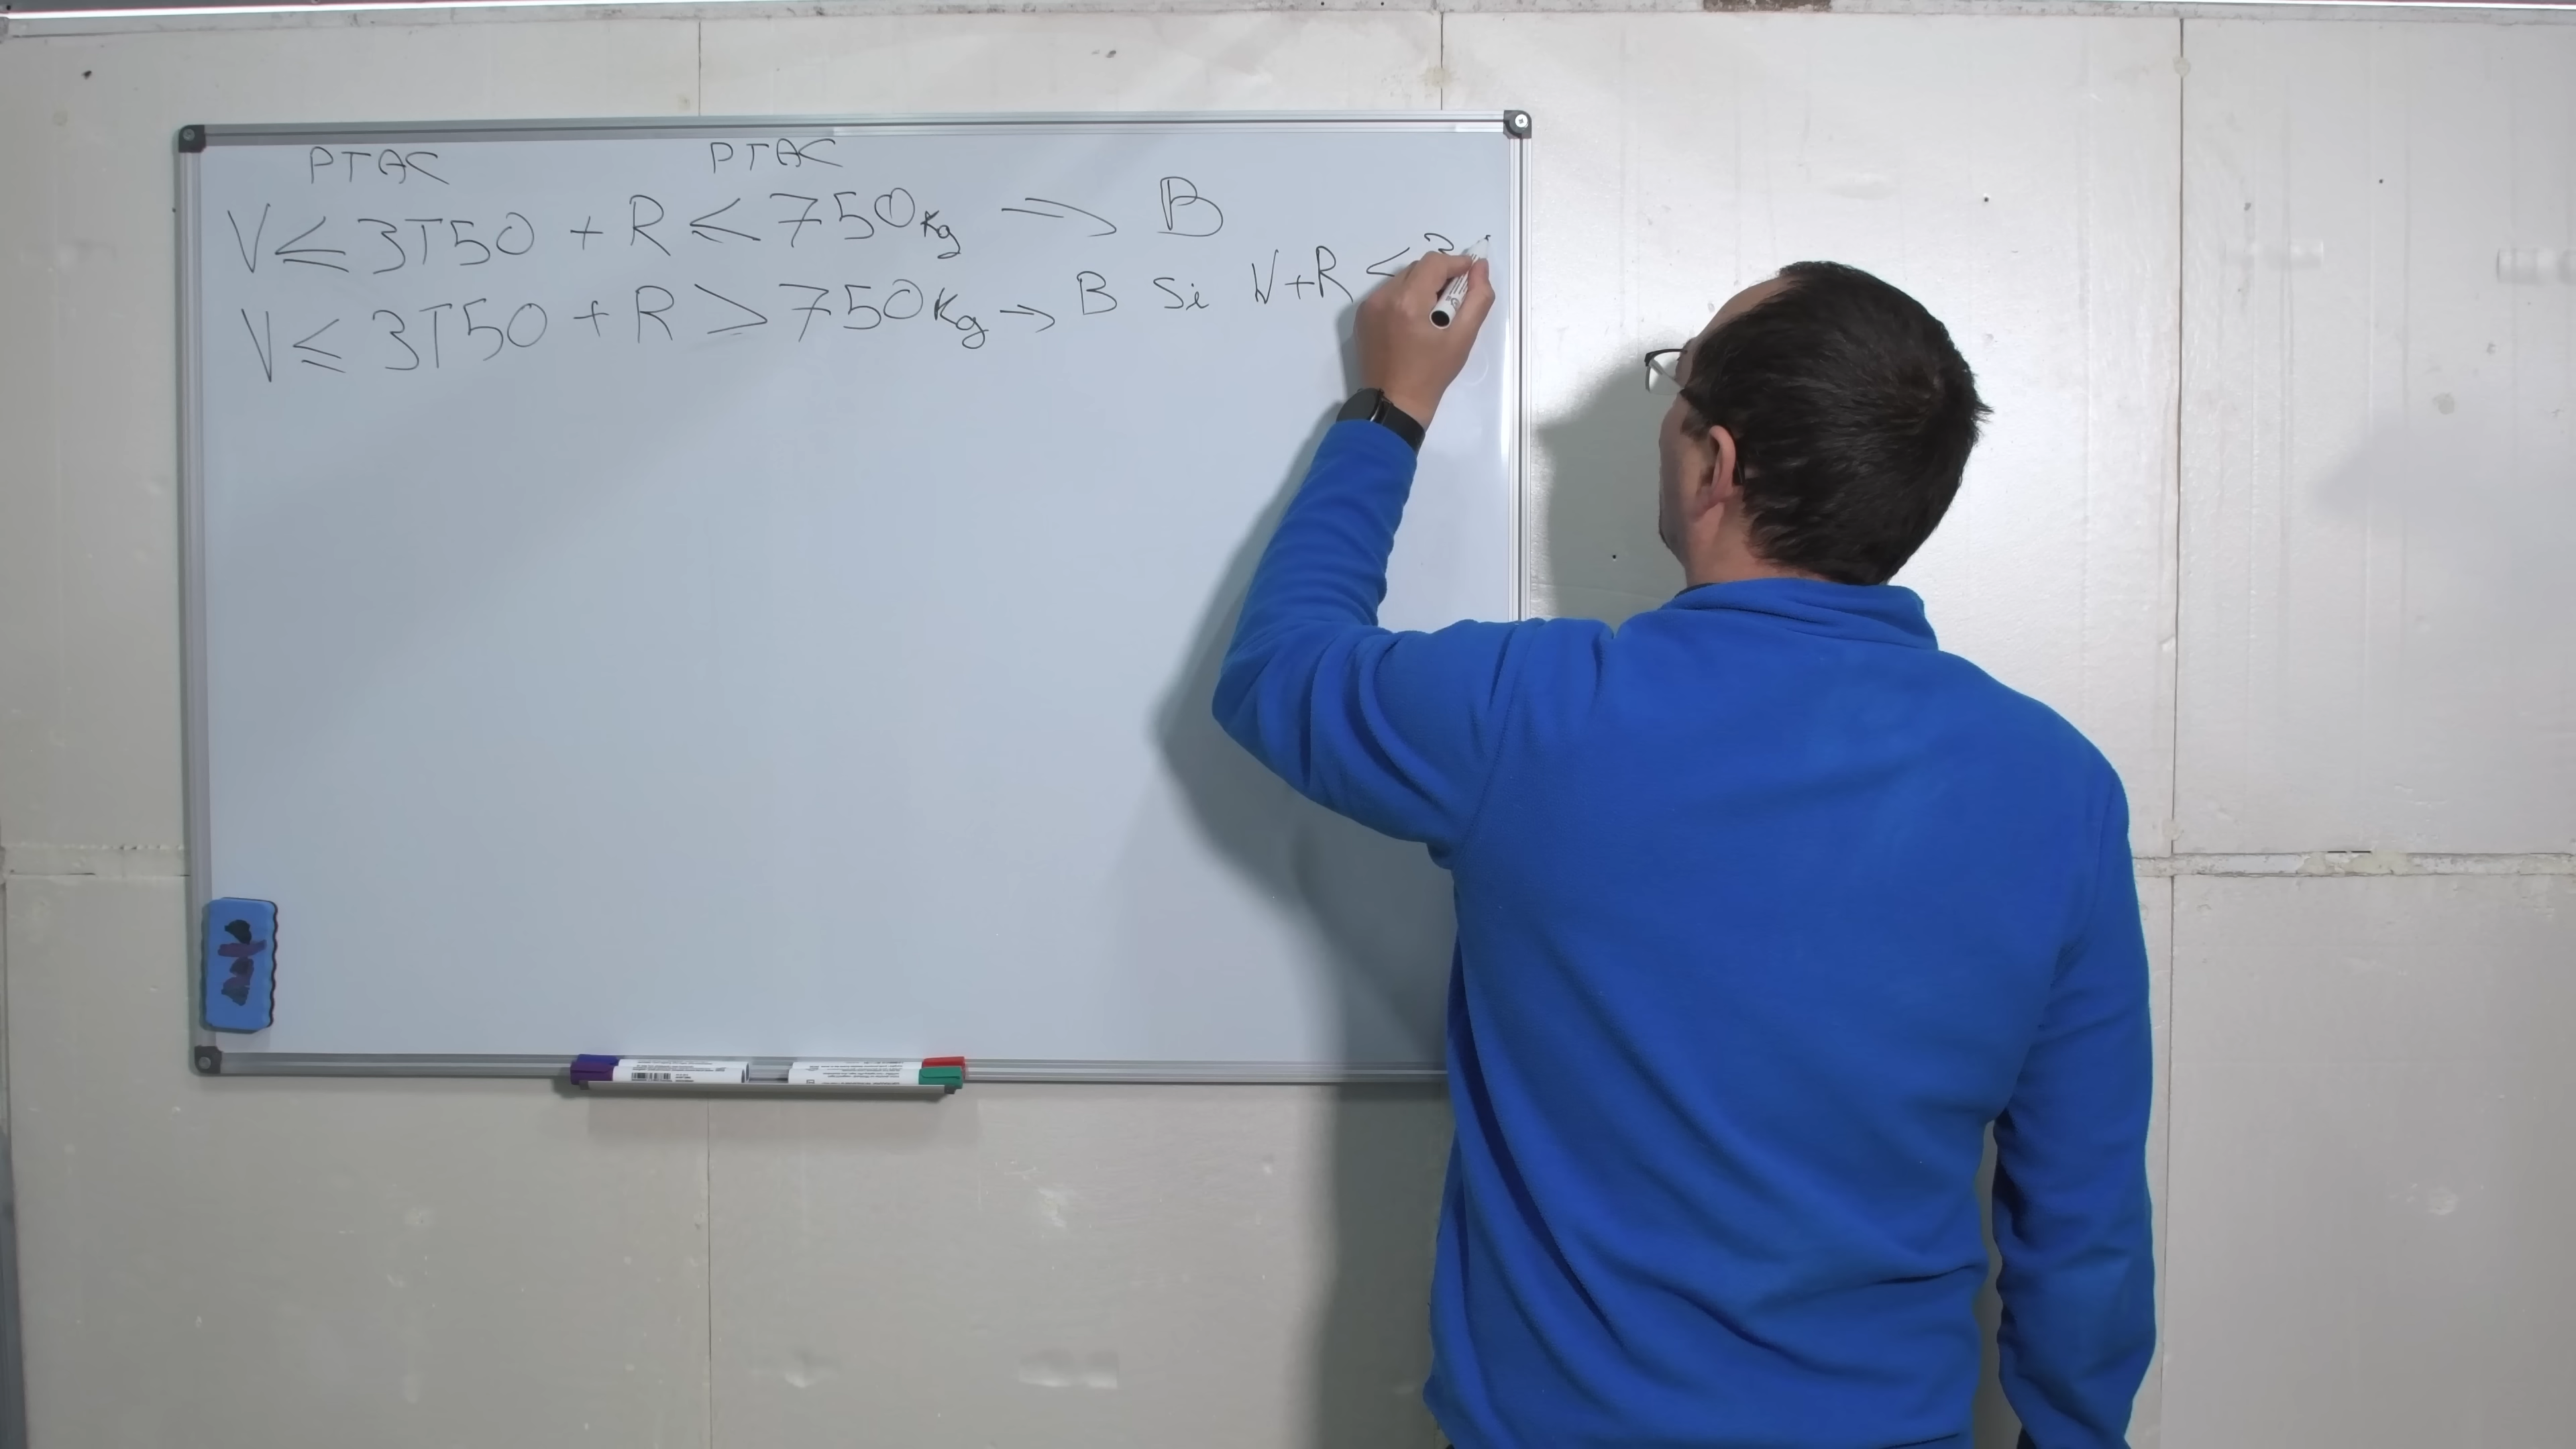 PTAC PTAC
V ≤ 3T50 + R ≤ 750Kg ⇒ B
V ≤ 3T50 + R > 750Kg → B Si V+R <